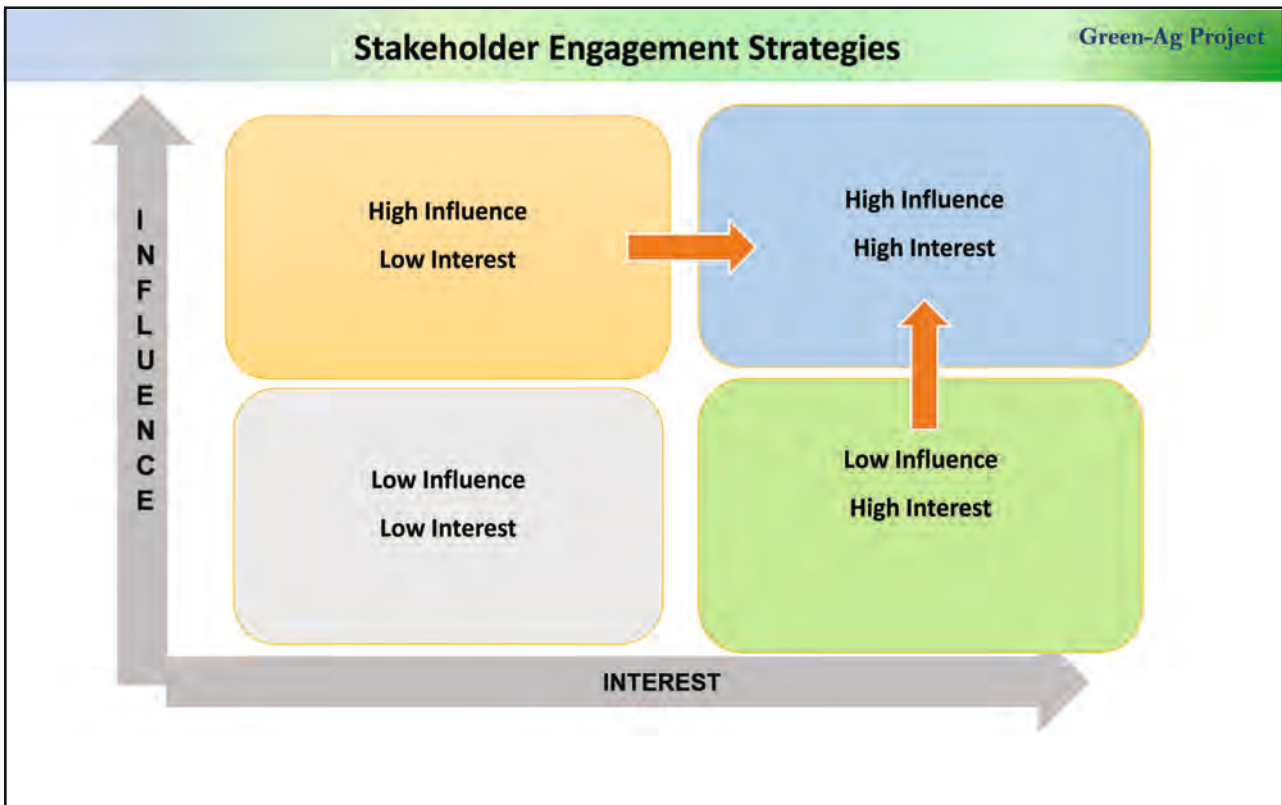 Stakeholder Engagement Strategies
Green-Ag Project
INFLUENCE
High Influence
Low Interest
High Influence
High Interest
Low Influence
Low Interest
Low Influence
High Interest
INTEREST